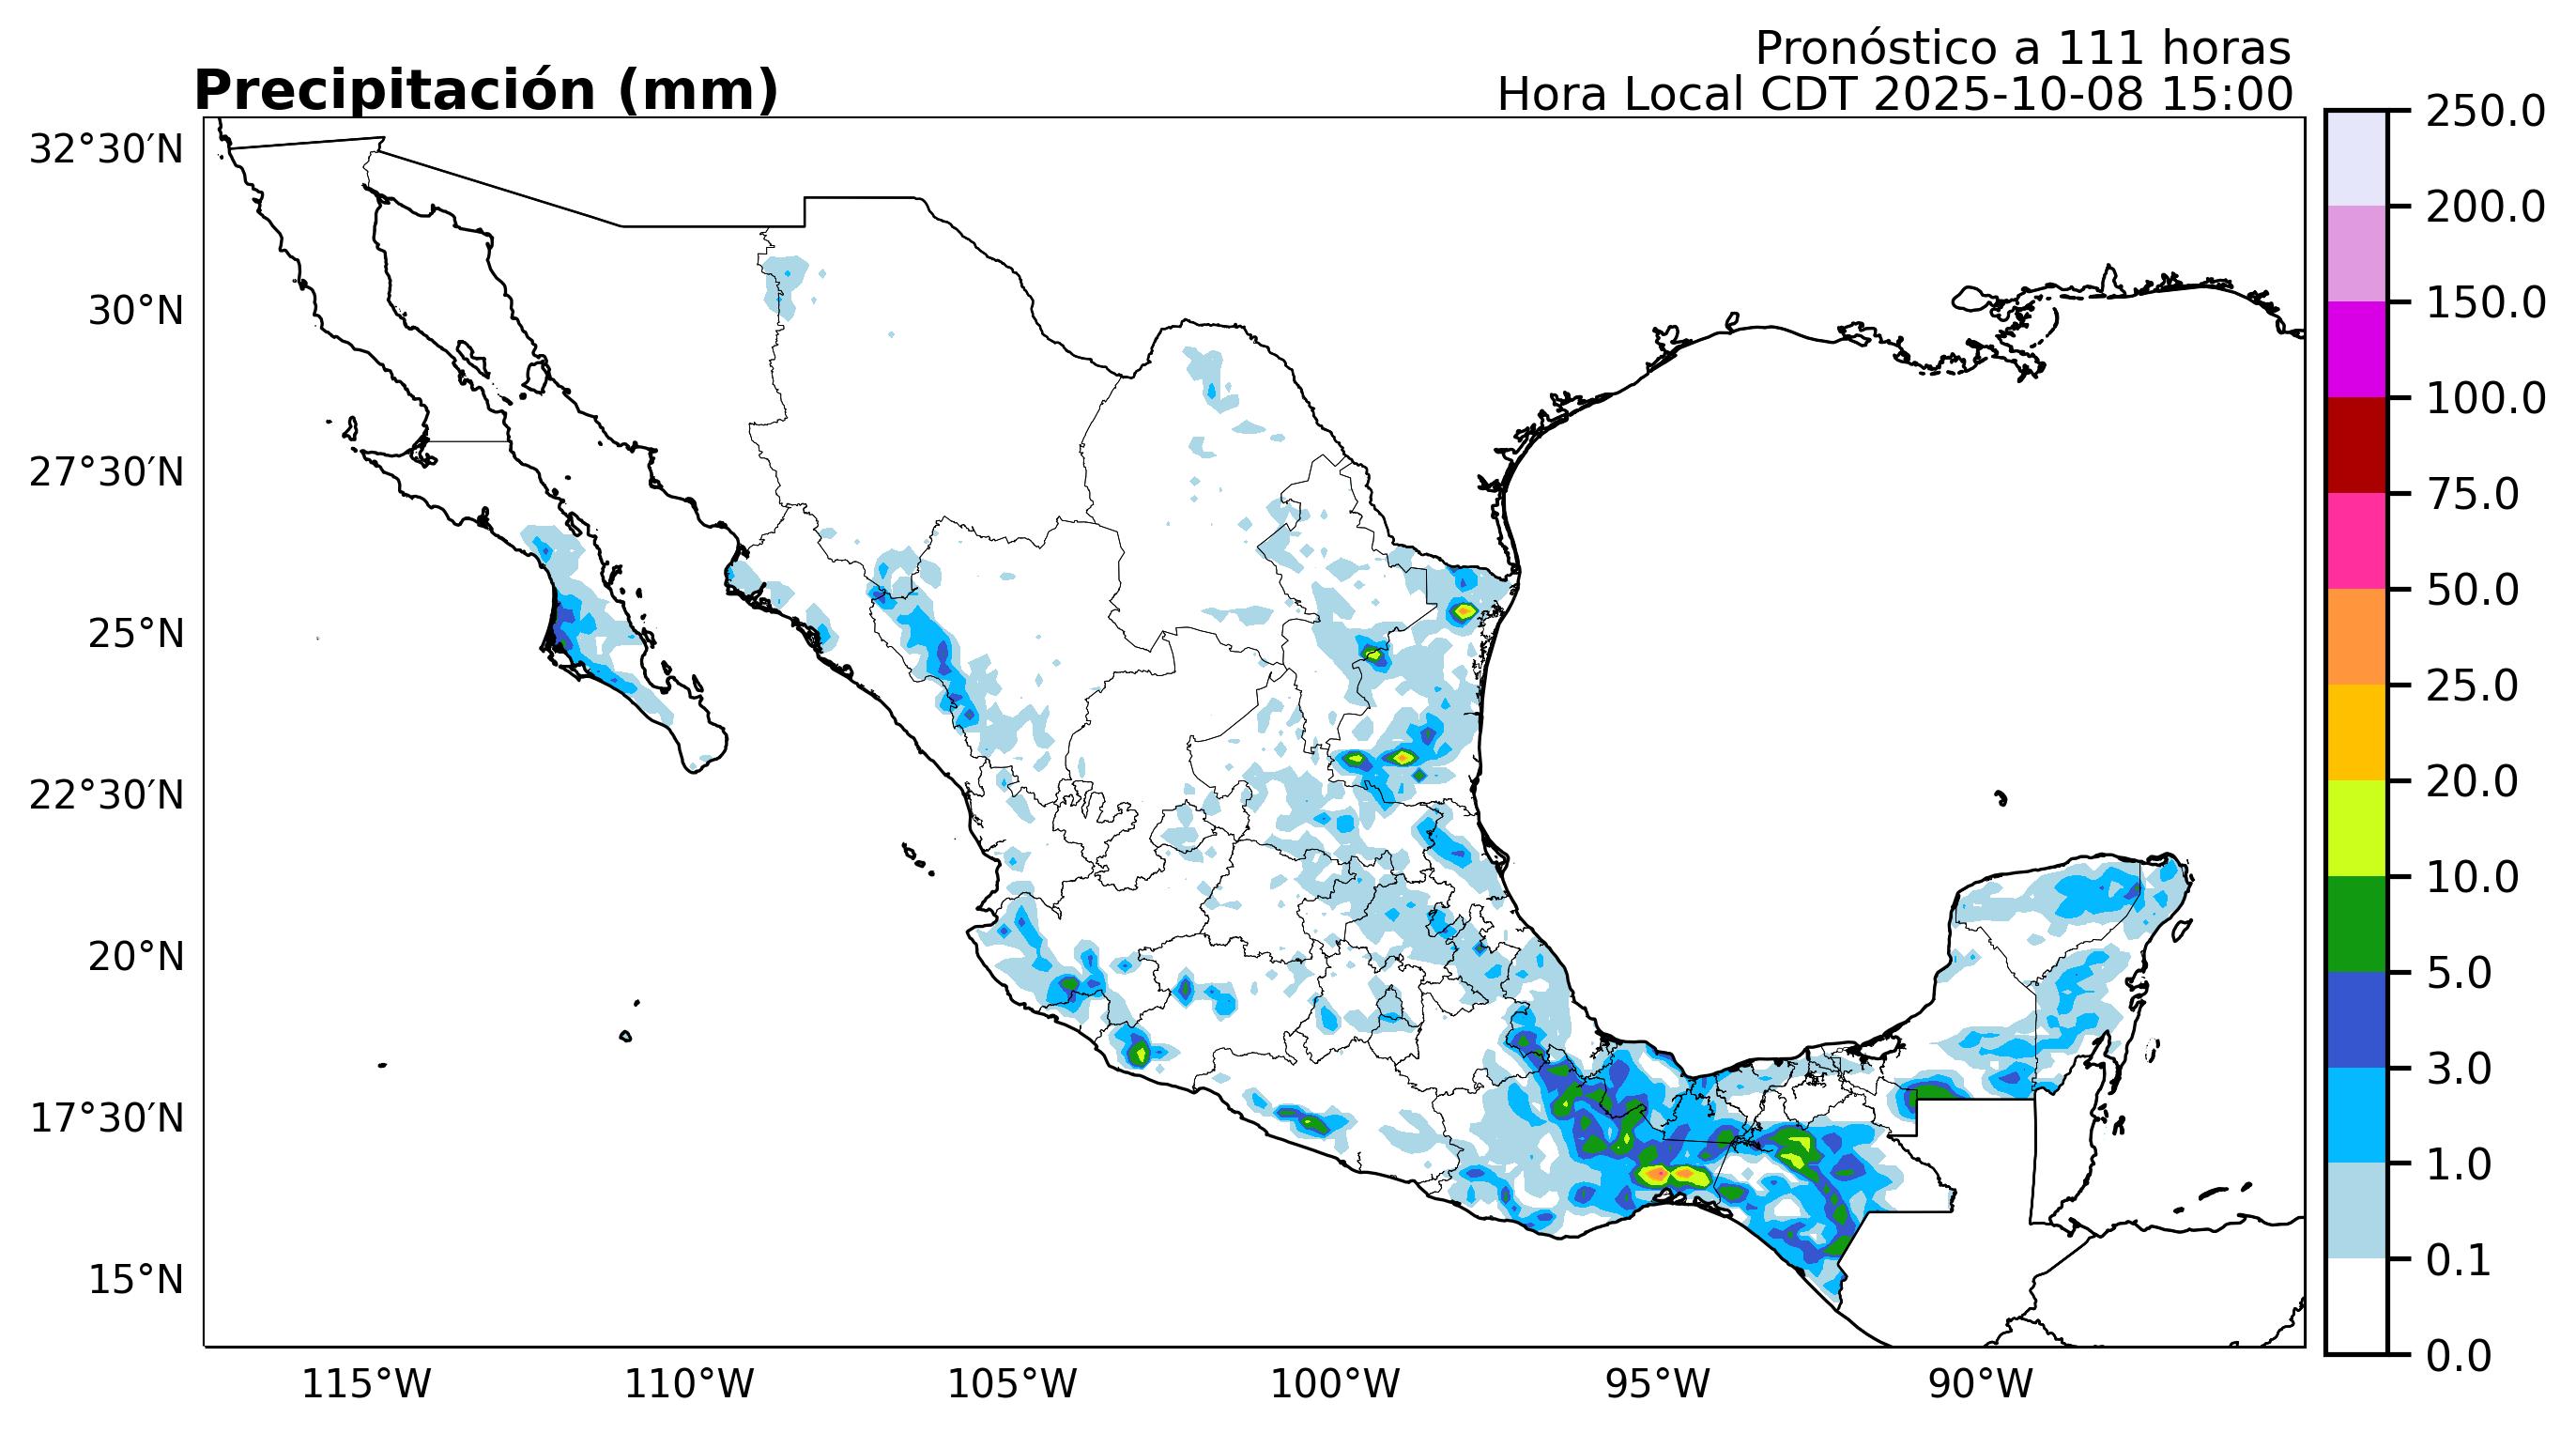 Pronóstico a 111 horas
Precipitación (mm)
Hora Local CDT 2025-10-08 15:00
32°30′N
30°N
27°30′N
25°N
22°30′N
20°N
17°30′N
15°N
115°W
110°W
105°W
100°W
95°W
90°W
250.0
200.0
150.0
100.0
75.0
50.0
25.0
20.0
10.0
5.0
3.0
1.0
0.1
0.0